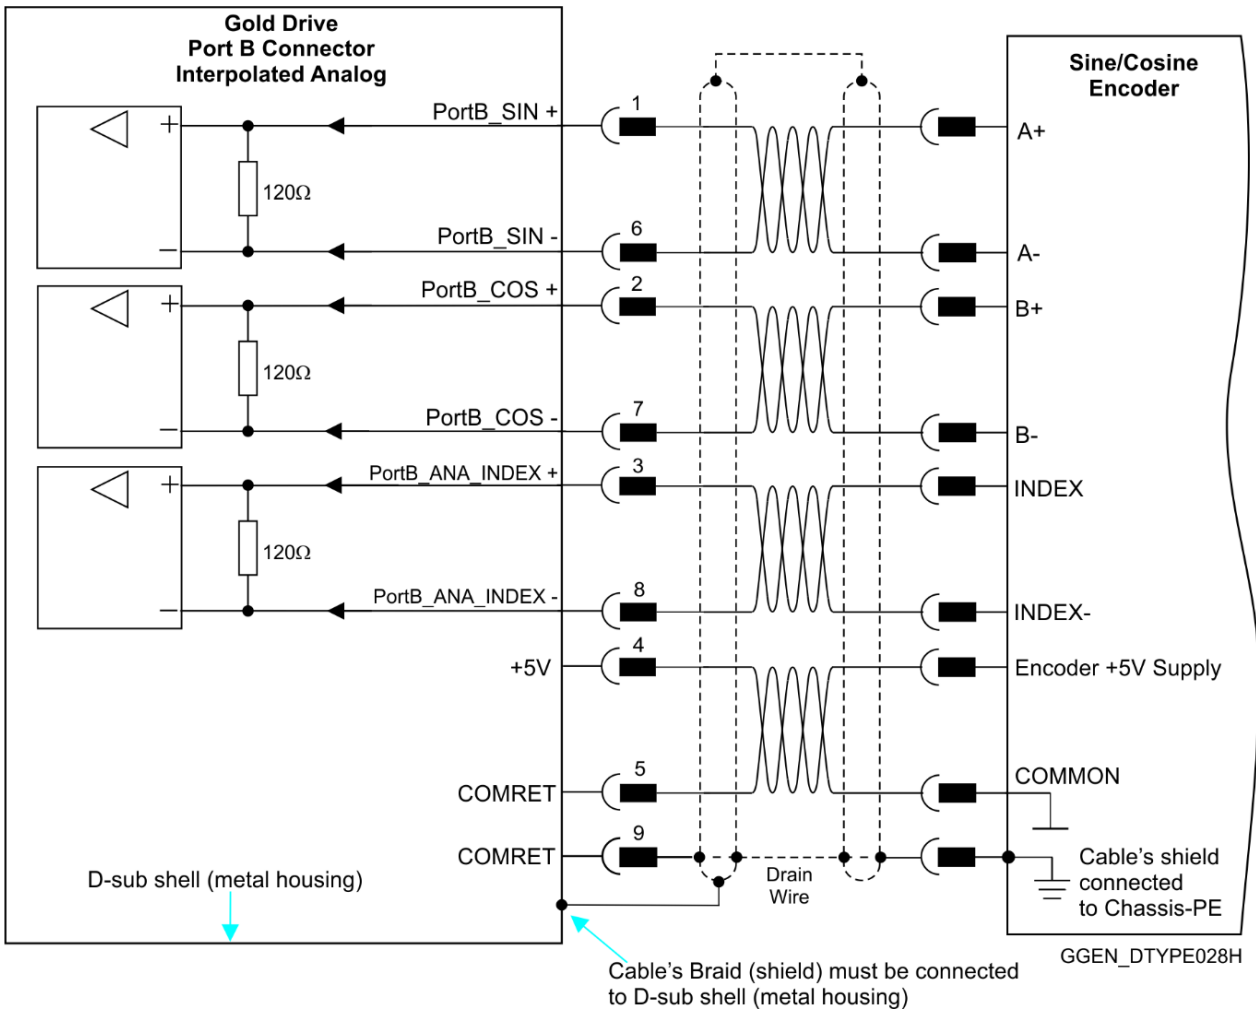 Gold Drive
Port B Connector
Interpolated Analog
Sine/Cosine
Encoder
PortB_SIN +
1
A+
+
120Ω
PortB_SIN -
6
A-
−
PortB_COS +
2
B+
+
120Ω
PortB_COS -
7
B-
−
PortB_ANA_INDEX +
3
INDEX
+
120Ω
PortB_ANA_INDEX -
8
INDEX-
−
+5V
4
Encoder +5V Supply
COMRET
5
COMMON
COMRET
9
Drain
Wire
Cable's shield
connected
to Chassis-PE
D-sub shell (metal housing)
GGEN_DTYPE028H
Cable's Braid (shield) must be connected
to D-sub shell (metal housing)